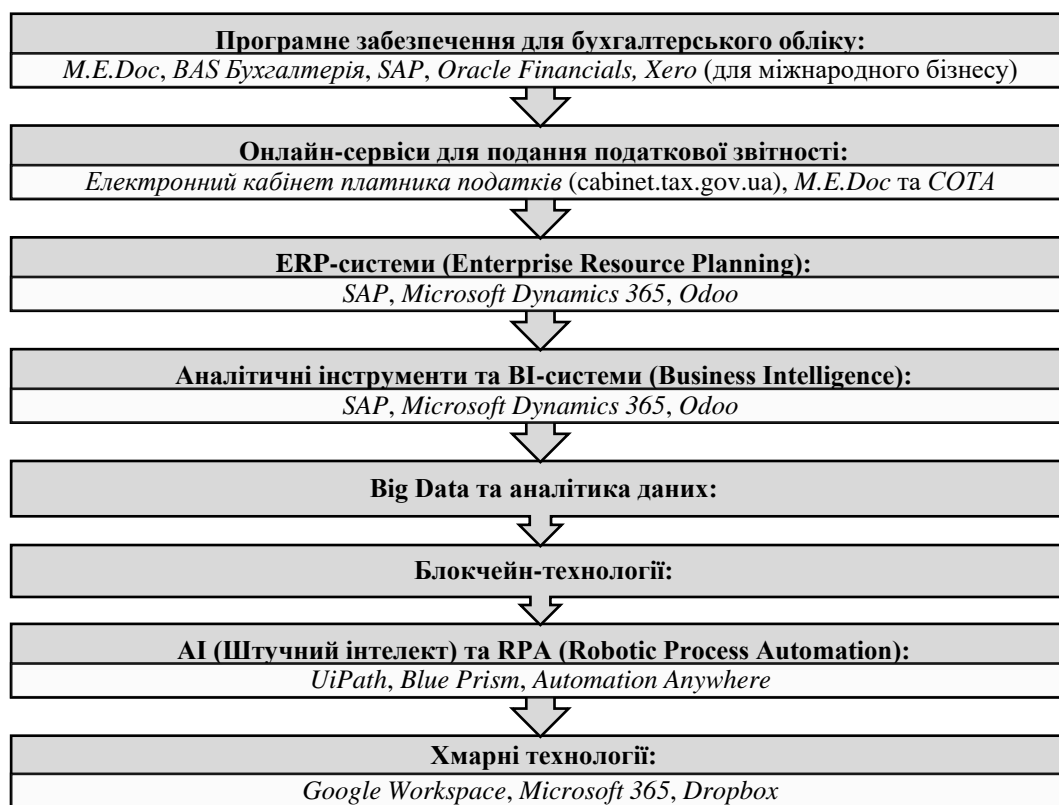 Програмне забезпечення для бухгалтерського обліку:
M.E.Doc, BAS Бухгалтерія, SAP, Oracle Financials, Xero (для міжнародного бізнесу)
Онлайн-сервіси для подання податкової звітності:
Електронний кабінет платника податків (cabinet.tax.gov.ua), M.E.Doc та СОТА
ERP-системи (Enterprise Resource Planning):
SAP, Microsoft Dynamics 365, Odoo
Аналітичні інструменти та BI-системи (Business Intelligence):
SAP, Microsoft Dynamics 365, Odoo
Big Data та аналітика даних:
Блокчейн-технології:
AI (Штучний інтелект) та RPA (Robotic Process Automation):
UiPath, Blue Prism, Automation Anywhere
Хмарні технології:
Google Workspace, Microsoft 365, Dropbox